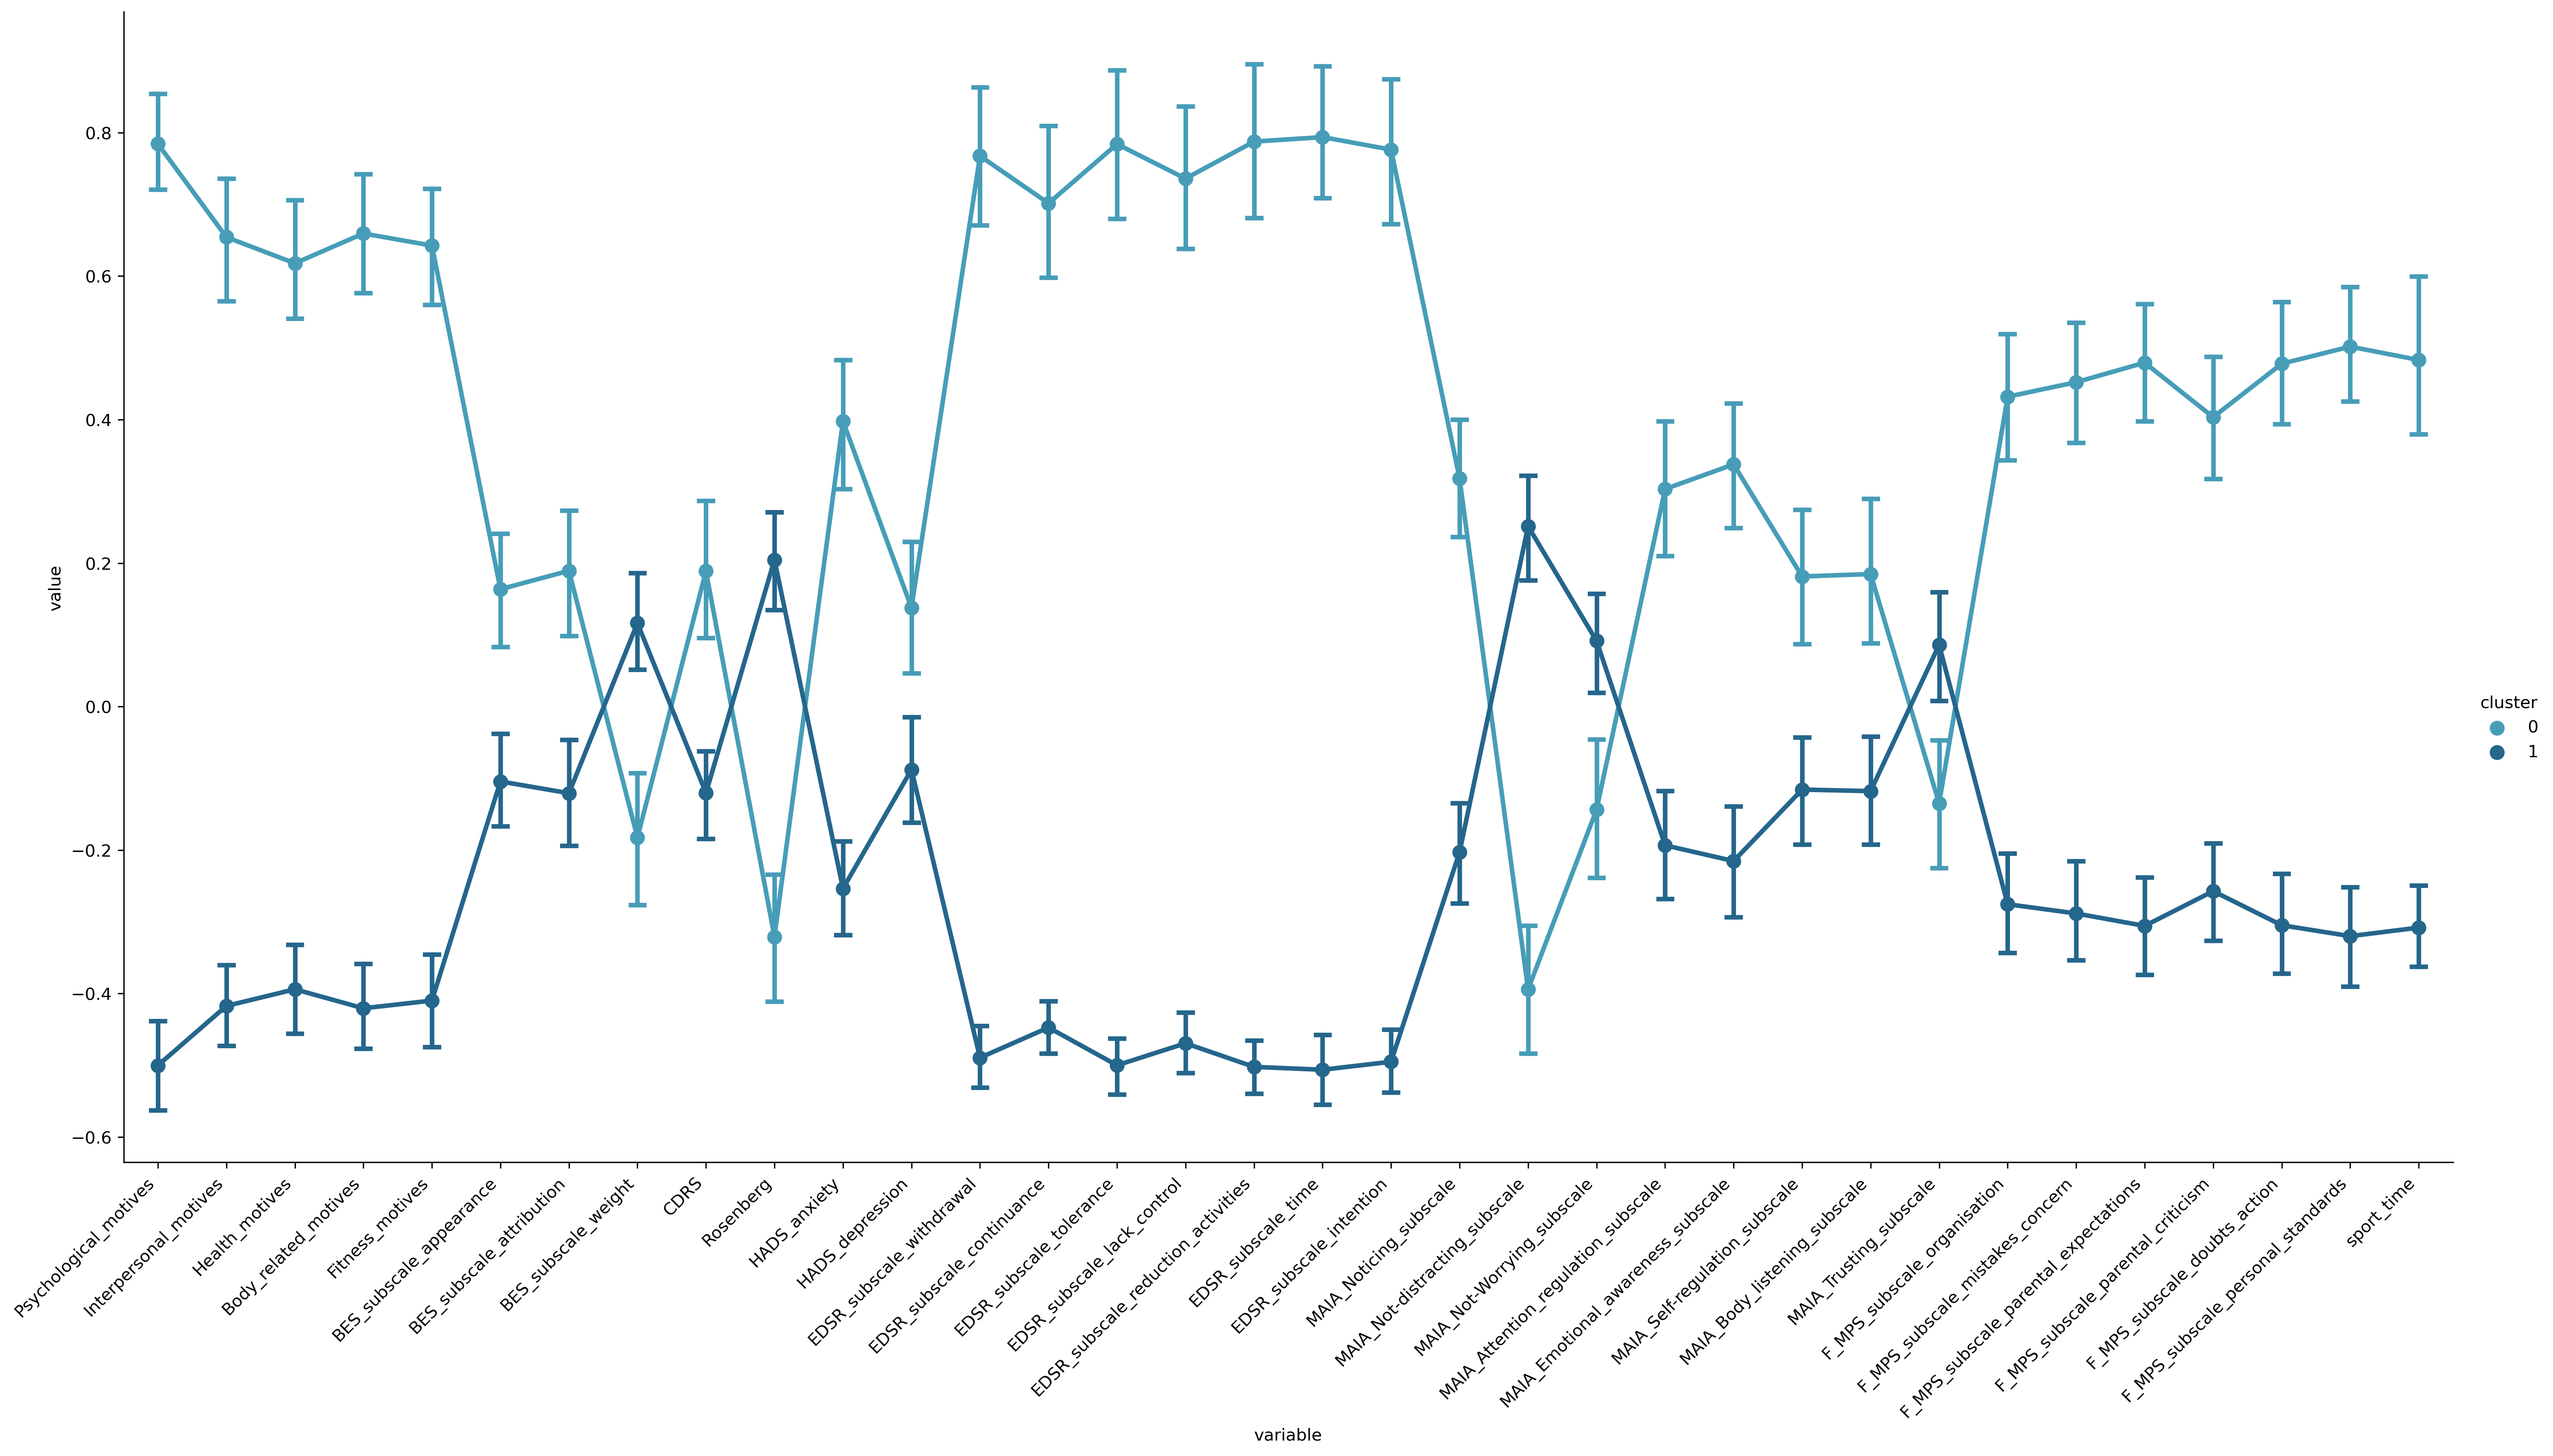 0.8
0.6
0.4
0.2
0.0
−0.2
−0.4
−0.6
value
Psychological_motives
Interpersonal_motives
Health_motives
Body_related_motives
Fitness_motives
BES_subscale_appearance
BES_subscale_attribution
BES_subscale_weight
CDRS
Rosenberg
HADS_anxiety
HADS_depression
EDSR_subscale_withdrawal
EDSR_subscale_continuance
EDSR_subscale_tolerance
EDSR_subscale_lack_control
EDSR_subscale_reduction_activities
EDSR_subscale_time
EDSR_subscale_intention
MAIA_Noticing_subscale
MAIA_Not-distracting_subscale
MAIA_Not-Worrying_subscale
MAIA_Attention_regulation_subscale
MAIA_Emotional_awareness_subscale
MAIA_Self-regulation_subscale
MAIA_Body_listening_subscale
MAIA_Trusting_subscale
F_MPS_subscale_organisation
F_MPS_subscale_mistakes_concern
F_MPS_subscale_parental_expectations
F_MPS_subscale_parental_criticism
F_MPS_subscale_doubts_action
F_MPS_subscale_personal_standards
sport_time
variable
cluster
0
1